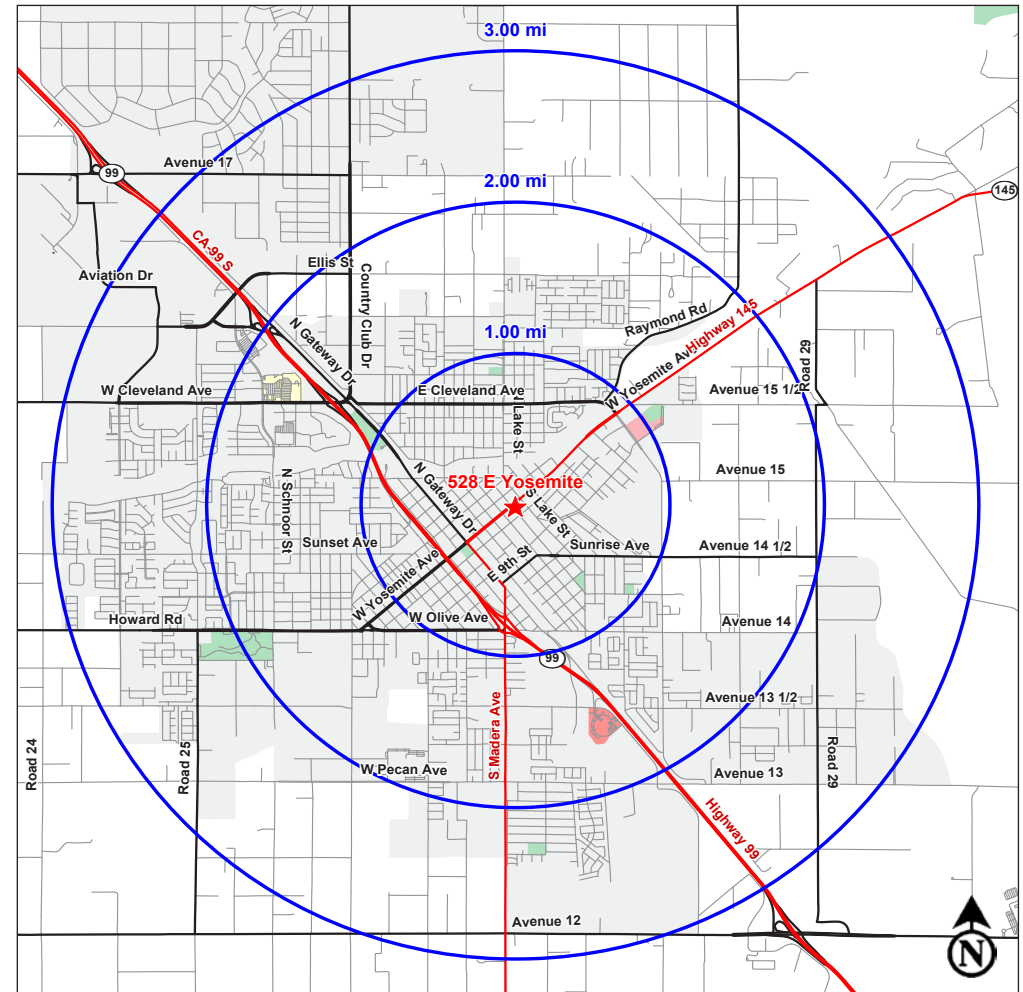 3.00 mi
Avenue 17
99
2.00 mi
145
CA-99 S
Ellis St
Aviation Dr
Country Club Dr
Raymond Rd
Highway 145
N Gateway Dr
1.00 mi
W Yosemite Ave
Road 29
W Cleveland Ave
E Cleveland Ave
Avenue 15 1/2
N Lake St
N Schnoor St
N Gateway Dr
528 E Yosemite
S Lake St
Avenue 15
Sunset Ave
Sunrise Ave
Avenue 14 1/2
E 9th St
W Yosemite Ave
Howard Rd
W Olive Ave
Avenue 14
99
Avenue 13 1/2
S Madera Ave
Road 24
Road 25
W Pecan Ave
Avenue 13
Road 29
Highway 99
Avenue 12
N